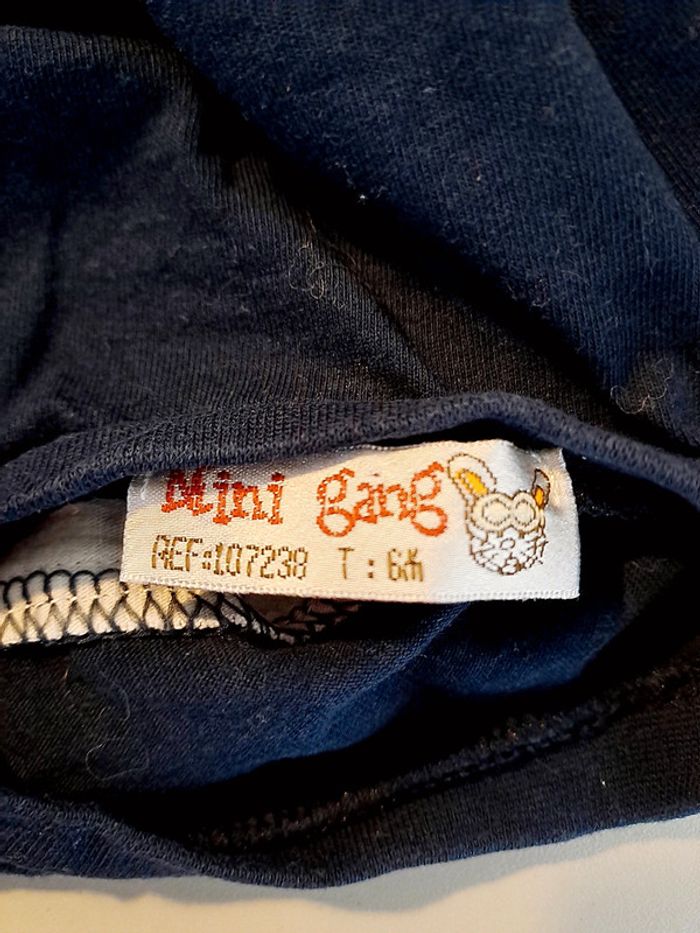 Mini gang
REF:107238 T : 6M